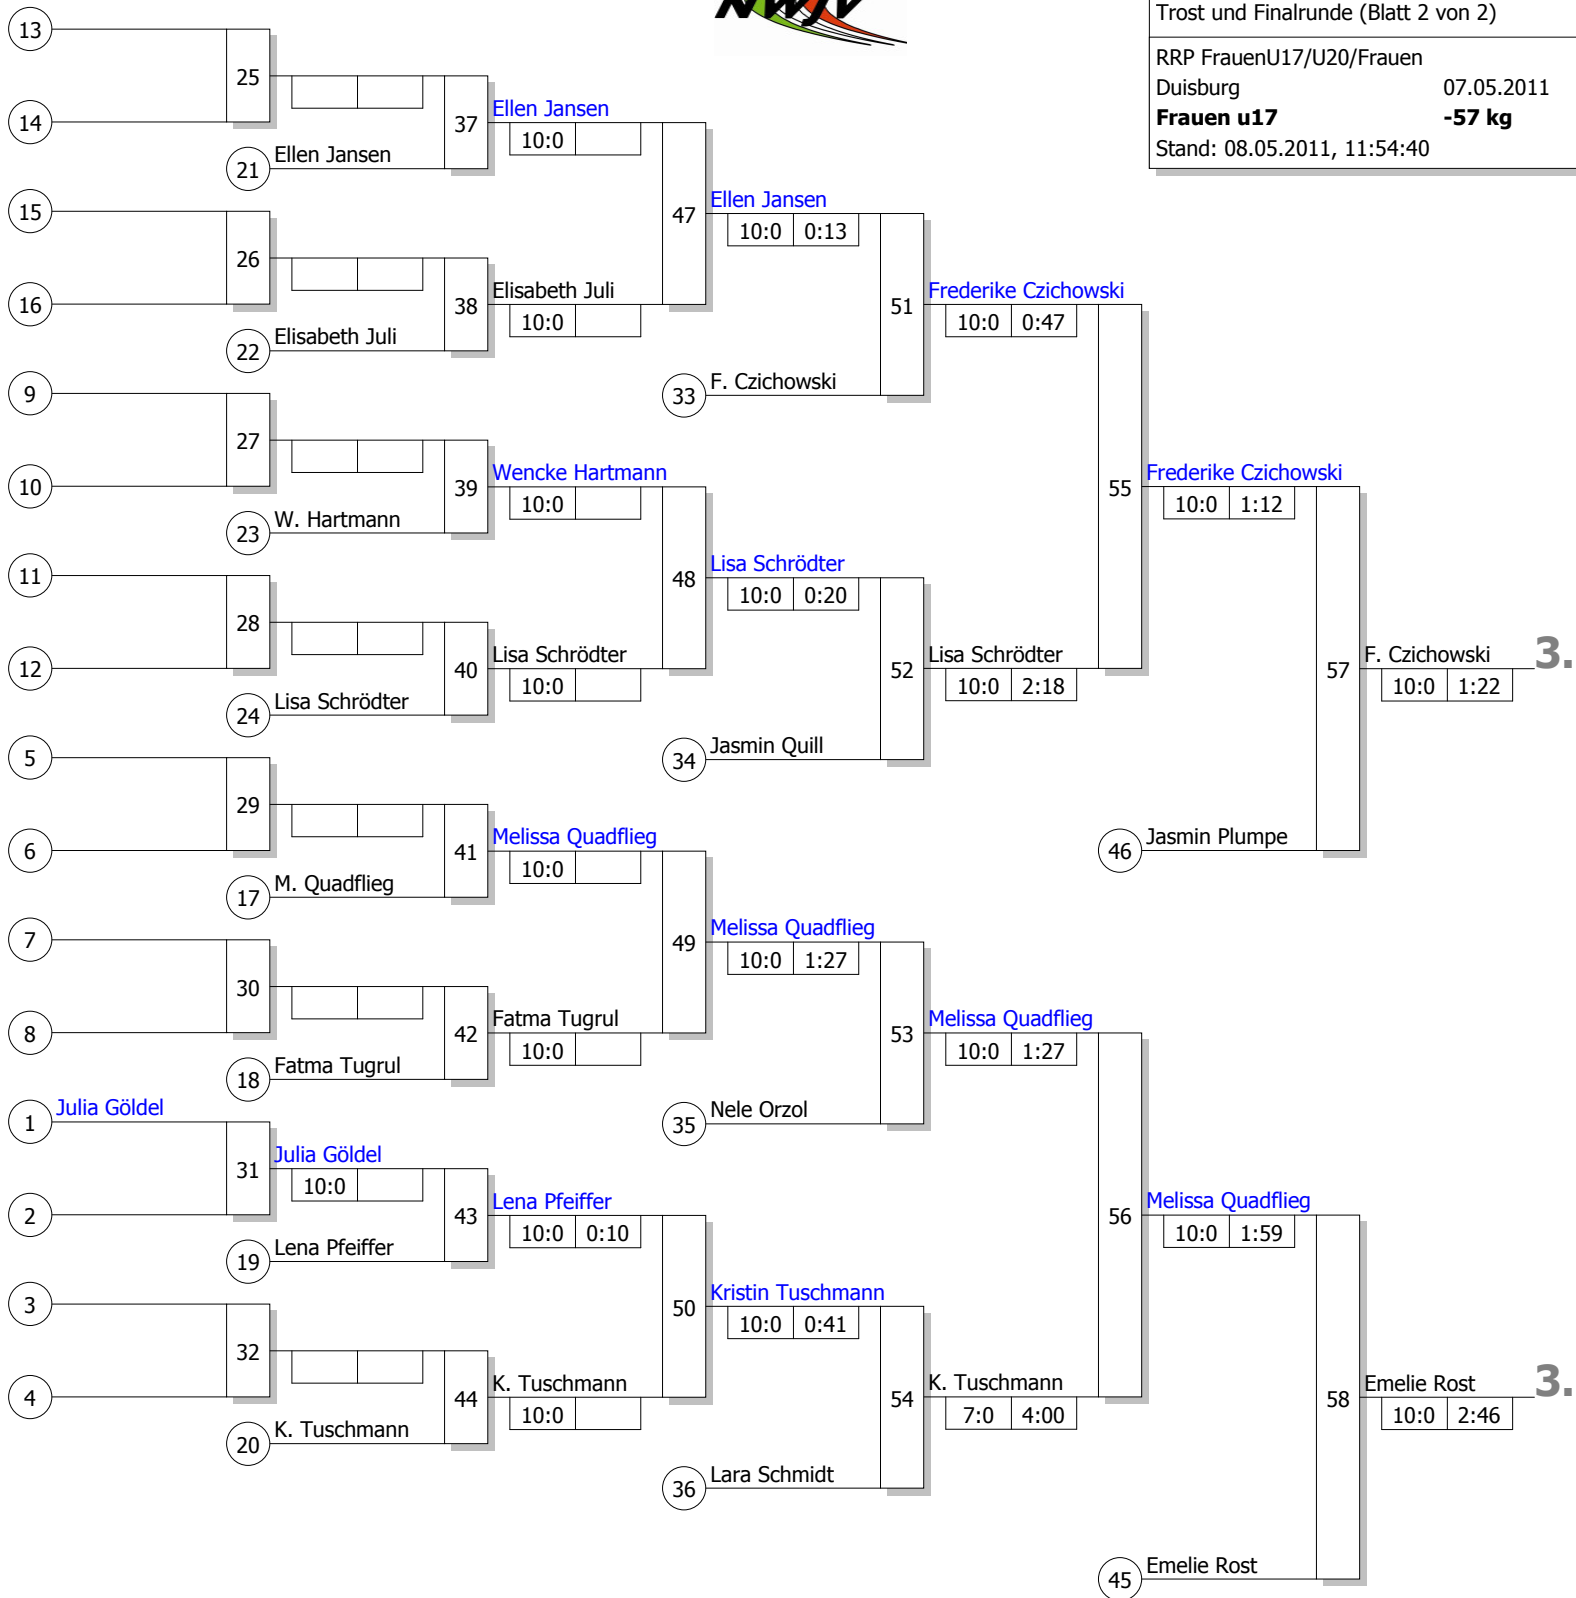 NWJV
Trost und Finalrunde (Blatt 2 von 2)
RRP FrauenU17/U20/Frauen
Duisburg 07.05.2011
Frauen u17 -57 kg
Stand: 08.05.2011, 11:54:40
13
25
14
37
Ellen Jansen
10:0
21
Ellen Jansen
15
47
Ellen Jansen
10:0 0:13
26
16
38
Elisabeth Juli
10:0
22
Elisabeth Juli
51
Frederike Czichowski
10:0 0:47
33
F. Czichowski
9
27
10
39
Wencke Hartmann
10:0
23
W. Hartmann
55
Frederike Czichowski
10:0 1:12
11
48
Lisa Schrödter
10:0 0:20
28
12
40
Lisa Schrödter
10:0
24
Lisa Schrödter
52
Lisa Schrödter
10:0 2:18
34
Jasmin Quill
57
F. Czichowski
10:0 1:22
3.
5
29
6
41
Melissa Quadflieg
10:0
17
M. Quadflieg
46
Jasmin Plumpe
7
49
Melissa Quadflieg
10:0 1:27
30
8
42
Fatma Tugrul
10:0
18
Fatma Tugrul
53
Melissa Quadflieg
10:0 1:27
35
Nele Orzol
1
Julia Göldel
31
Julia Göldel
10:0
2
43
Lena Pfeiffer
10:0 0:10
19
Lena Pfeiffer
56
Melissa Quadflieg
10:0 1:59
3
50
Kristin Tuschmann
10:0 0:41
32
4
44
K. Tuschmann
10:0
20
K. Tuschmann
54
K. Tuschmann
7:0 4:00
36
Lara Schmidt
58
Emelie Rost
10:0 2:46
3.
45
Emelie Rost